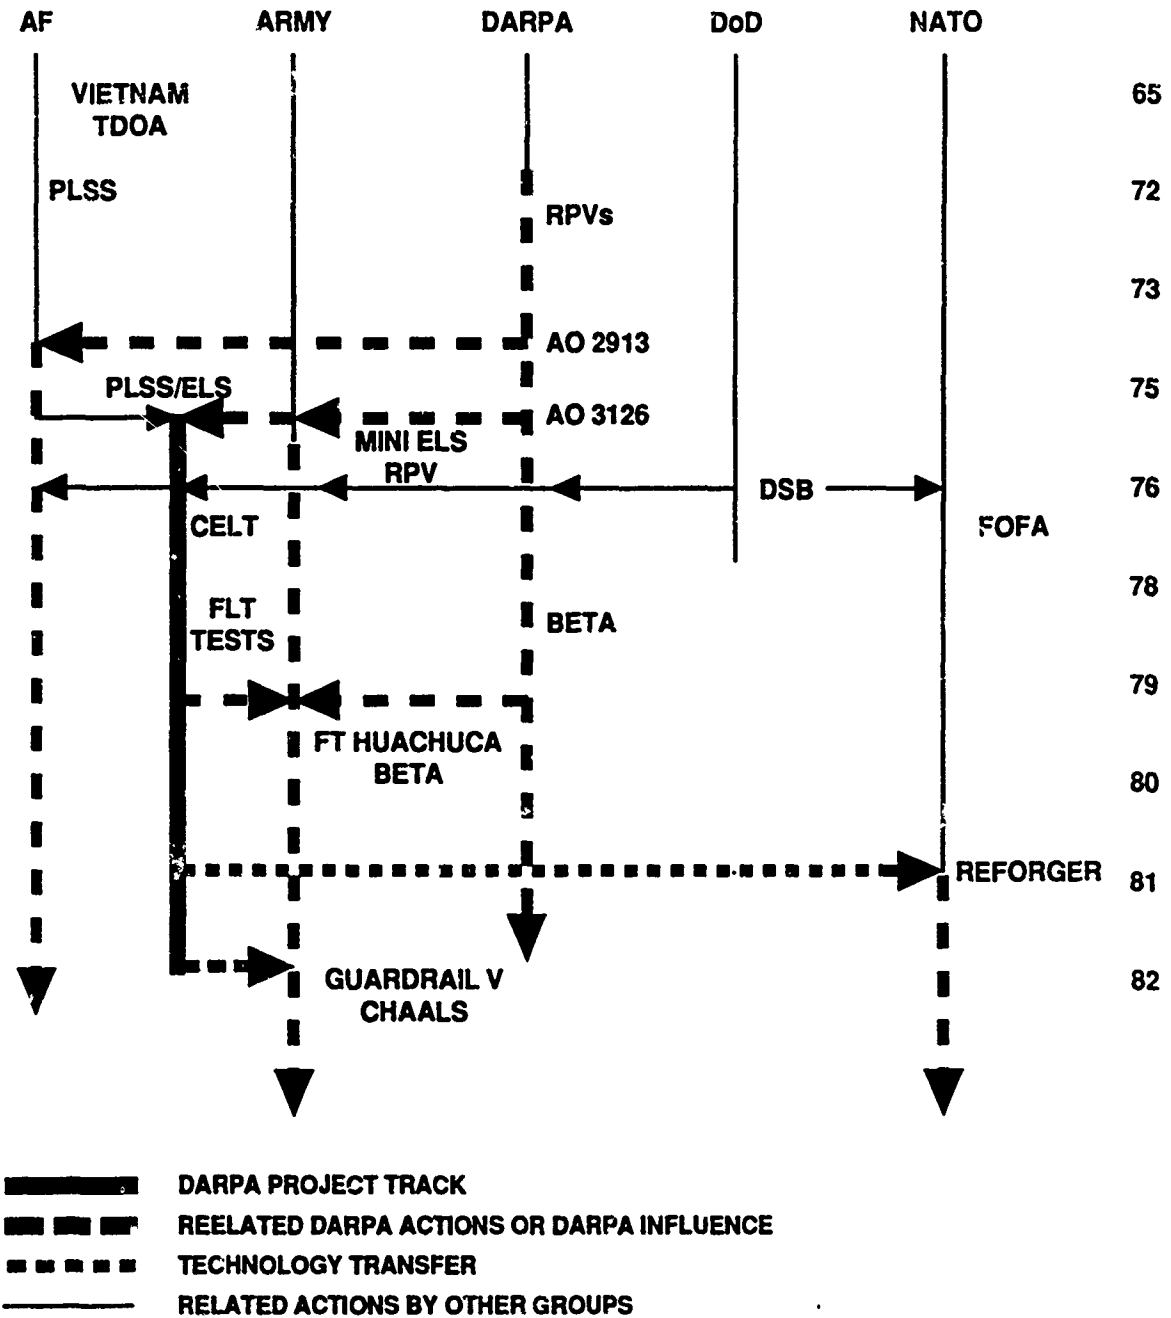 AF ARMY DARPA DoD NATO
VIETNAM
TDOA
65
PLSS
72
RPVs
73
AO 2913
PLSS/ELS
75
AO 3126
MINI ELS
RPV
DSB
76
CELT
FOFA
78
FLT
TESTS
BETA
79
FT HUACHUCA
BETA
80
REFORGER
81
GUARDRAIL V
CHAALS
82
DARPA PROJECT TRACK
REELATED DARPA ACTIONS OR DARPA INFLUENCE
TECHNOLOGY TRANSFER
RELATED ACTIONS BY OTHER GROUPS